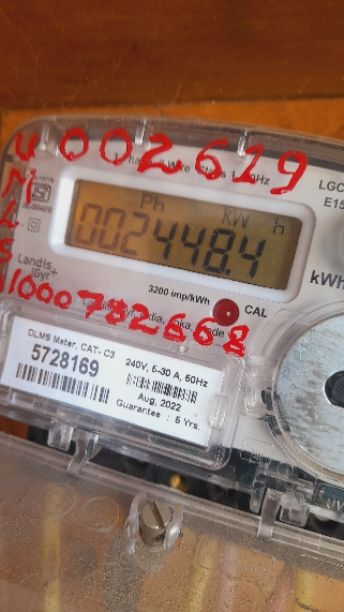 002619
LGC
E15
Ph kW h
002448.4
kWh
Landis
Gyr+
3200 imp/kWh
CAL
1000782668
DLMS Meter, CAT- C3
5728169
240V, 5-30 A, 50Hz
Aug, 2022
Guarantee : 5 Yrs.